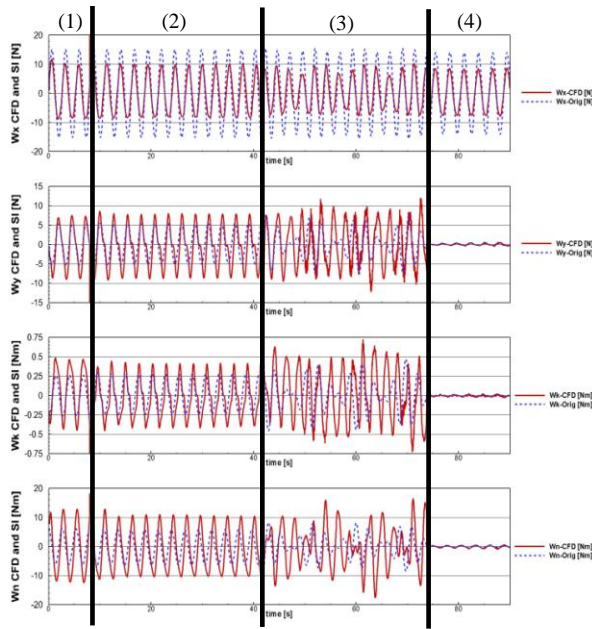 (1) (2) (3) (4)
Wx CFD and SI [N]
20
10
0
-10
-20
0 20 40 60 80
time [s]
Wx-CFD [N]
Wx-Orig [N]
Wy CFD and SI [N]
15
10
5
0
-5
-10
-15
0 20 40 60 80
time [s]
Wy-CFD [N]
Wy-Orig [N]
Wk CFD and SI [Nm]
0.75
0.5
0.25
0
-0.25
-0.5
-0.75
0 20 40 60 80
time [s]
Wk-CFD [Nm]
Wk-Orig [Nm]
Wn CFD and SI [Nm]
20
10
0
-10
-20
0 20 40 60 80
time [s]
Wn-CFD [Nm]
Wn-Orig [Nm]